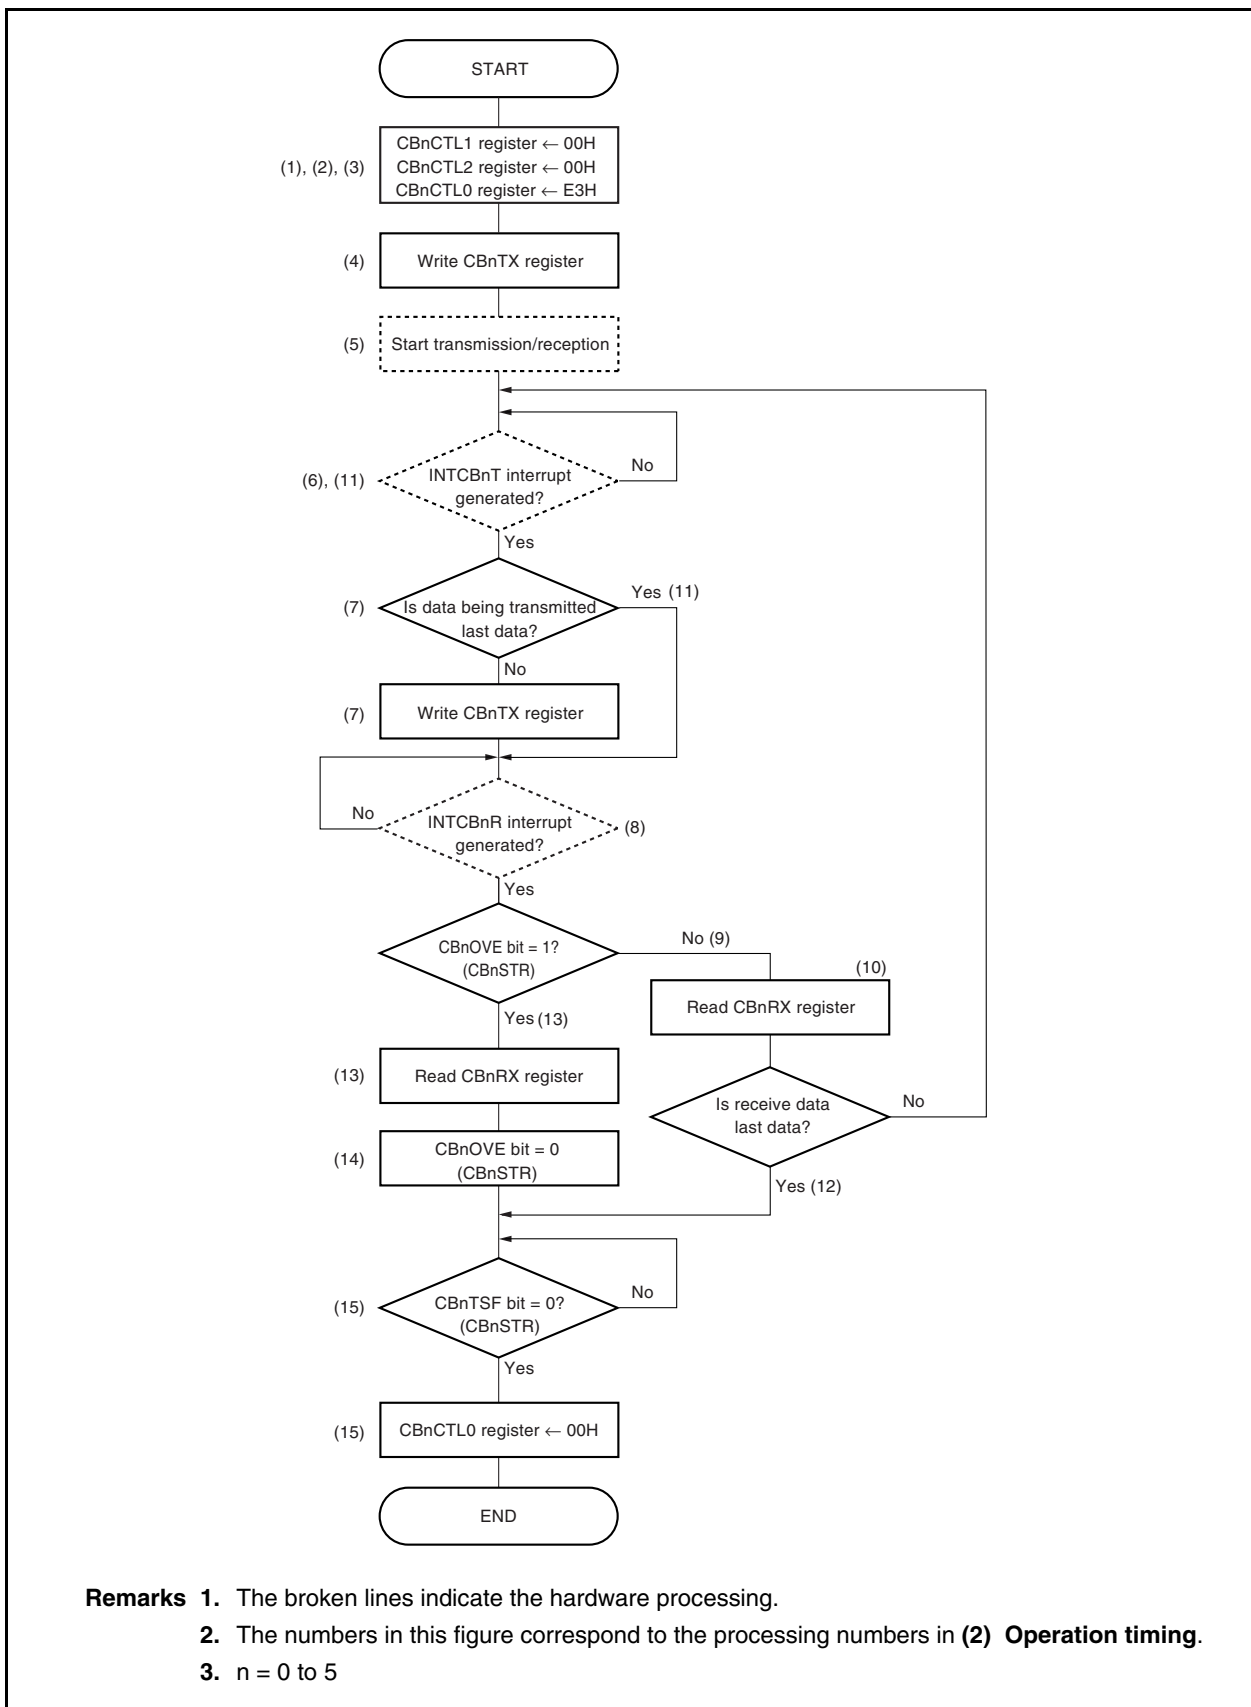 START
CBnCTL1 register ← 00H
(1), (2), (3) CBnCTL2 register ← 00H
CBnCTL0 register ← E3H
(4) Write CBnTX register
(5) Start transmission/reception
(6), (11) INTCBnT interrupt
generated?
No
Yes
(7) Is data being transmitted
last data?
Yes (11)
No
(7) Write CBnTX register
No
INTCBnR interrupt
generated?
(8)
Yes
CBnOVE bit = 1?
(CBnSTR)
No (9)
(10)
Read CBnRX register
Yes (13)
(13) Read CBnRX register
Is receive data
last data?
No
(14) CBnOVE bit = 0
(CBnSTR)
Yes (12)
(15) CBnTSF bit = 0?
(CBnSTR)
No
Yes
(15) CBnCTL0 register ← 00H
END
Remarks 1. The broken lines indicate the hardware processing.
2. The numbers in this figure correspond to the processing numbers in (2) Operation timing.
3. n = 0 to 5